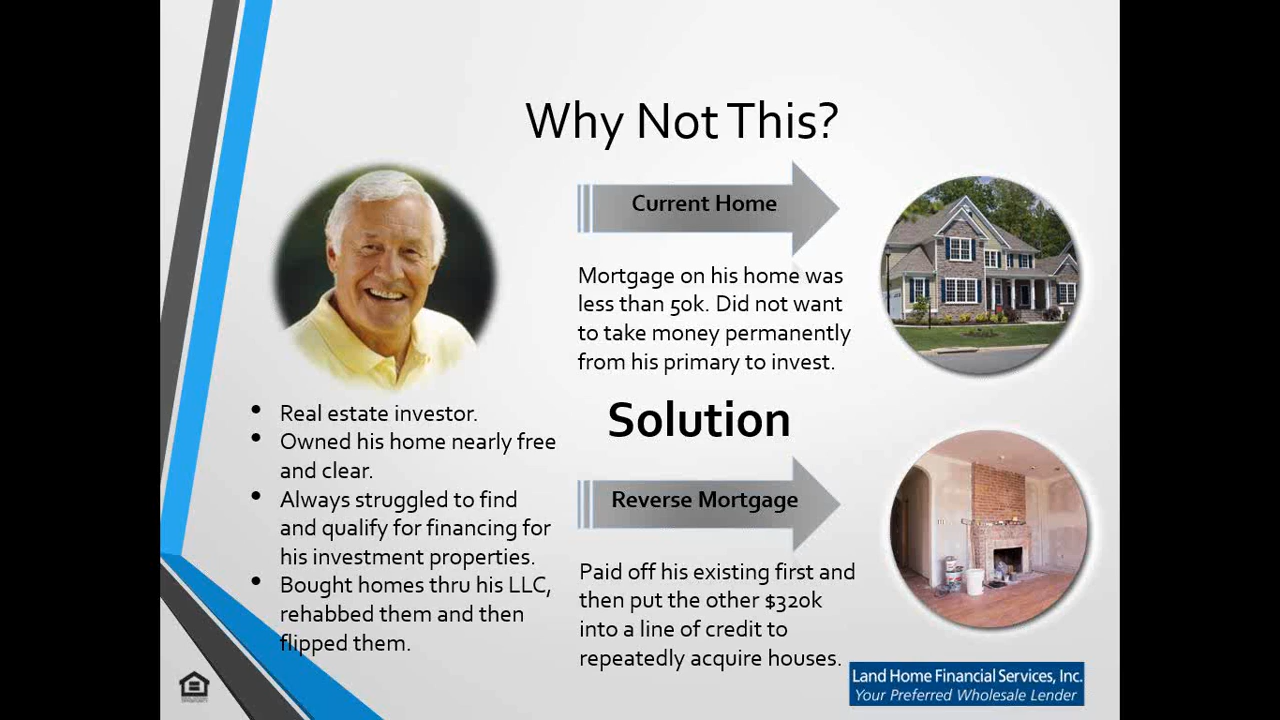 Why Not This?
Current Home
Mortgage on his home was
less than 50k. Did not want
to take money permanently
from his primary to invest.
• Real estate investor.
• Owned his home nearly free
and clear.
• Always struggled to find
and qualify for financing for
his investment properties.
• Bought homes thru his LLC,
rehabbed them and then
flipped them.
Solution
Reverse Mortgage
Paid off his existing first and
then put the other $320k
into a line of credit to
repeatedly acquire houses.
Land Home Financial Services, Inc.
Your Preferred Wholesale Lender